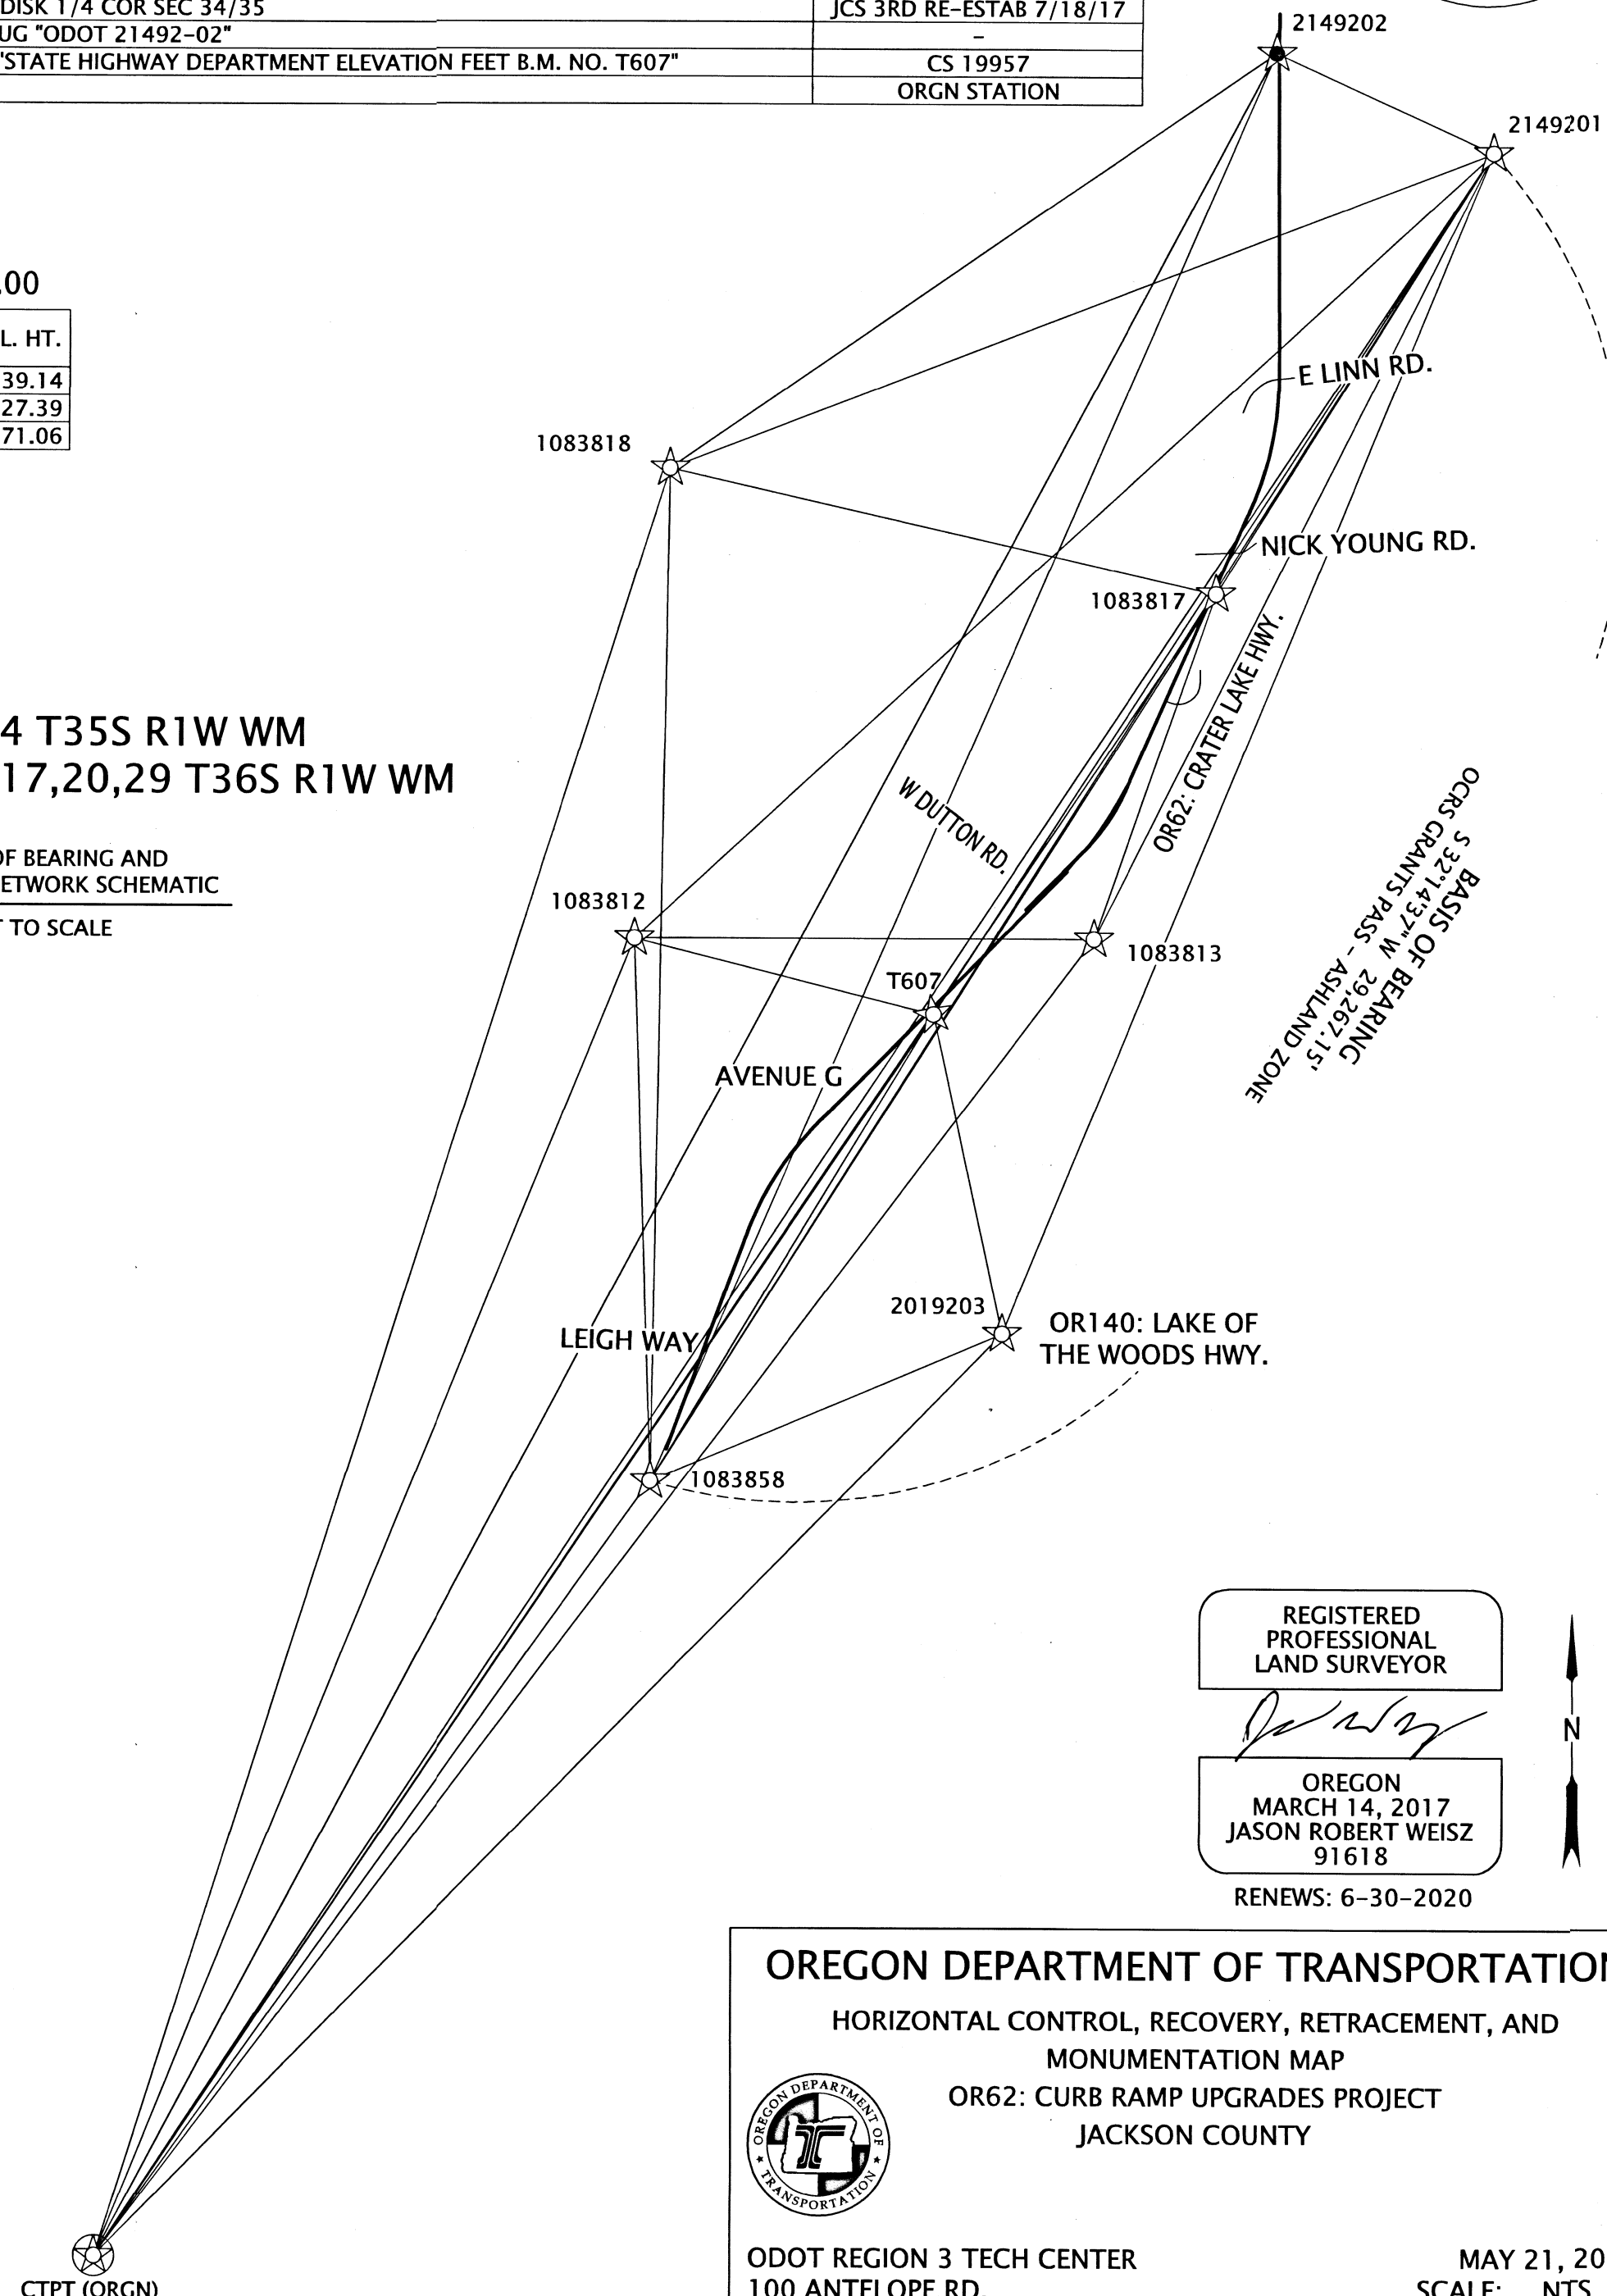 DISK 1/4 COR SEC 34/35
JCS 3RD RE-ESTAB 7/18/17
UG "ODOT 21492-02"
-
"STATE HIGHWAY DEPARTMENT ELEVATION FEET B.M. NO. T607"
CS 19957
ORGN STATION
2149202
2149201
.00
L. HT.
39.14
27.39
71.06
E LINN RD.
1083818
NICK YOUNG RD.
1083817
OR62: CRATER LAKE HWY.
4 T35S R1W WM
17,20,29 T36S R1W WM
W DUTTON RD.
BASIS OF BEARING
S 32°14'37" W 29,267.15'
OCRS GRANTS PASS - ASHLAND ZONE
OF BEARING AND
ETWORK SCHEMATIC
T TO SCALE
1083812
1083813
T607
AVENUE G
2019203
OR140: LAKE OF
THE WOODS HWY.
LEIGH WAY
1083858
REGISTERED
PROFESSIONAL
LAND SURVEYOR
OREGON
MARCH 14, 2017
JASON ROBERT WEISZ
91618
RENEWS: 6-30-2020
N
OREGON DEPARTMENT OF TRANSPORTATION
HORIZONTAL CONTROL, RECOVERY, RETRACEMENT, AND
MONUMENTATION MAP
OR62: CURB RAMP UPGRADES PROJECT
JACKSON COUNTY
OREGON DEPARTMENT OF
TRANSPORTATION
ODOT REGION 3 TECH CENTER
100 ANTELOPE RD.
MAY 21, 20
SCALE: NTS
CTPT (ORGN)